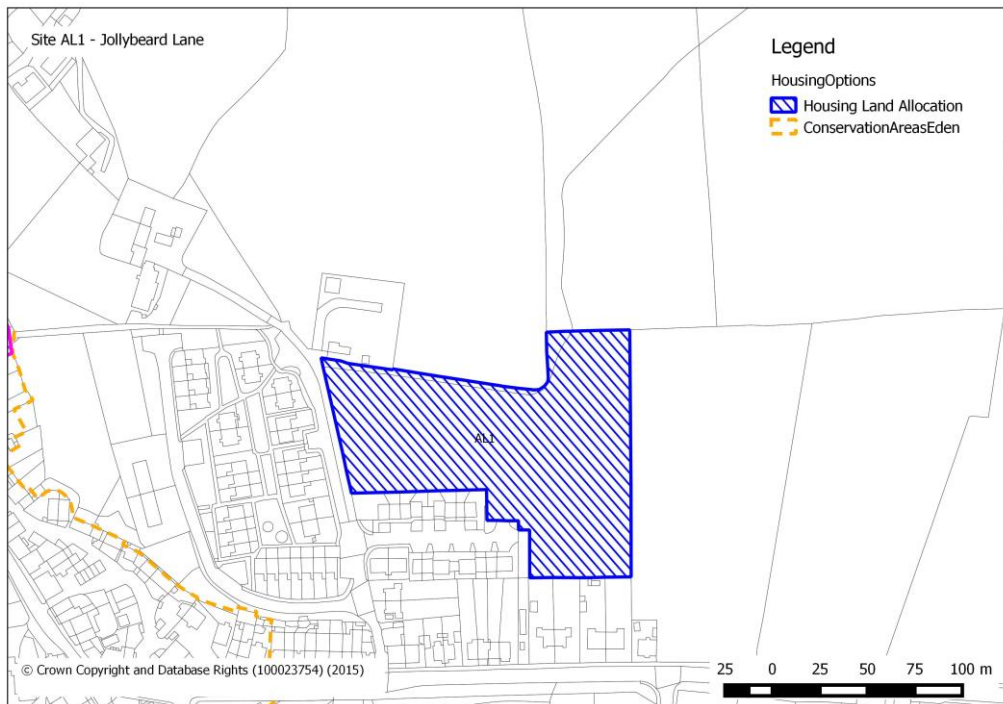 Site AL1 - Jollybeard Lane
Legend
HousingOptions
Housing Land Allocation
ConservationAreasEden
AL1
© Crown Copyright and Database Rights (100023754) (2015)
25 0 25 50 75 100 m